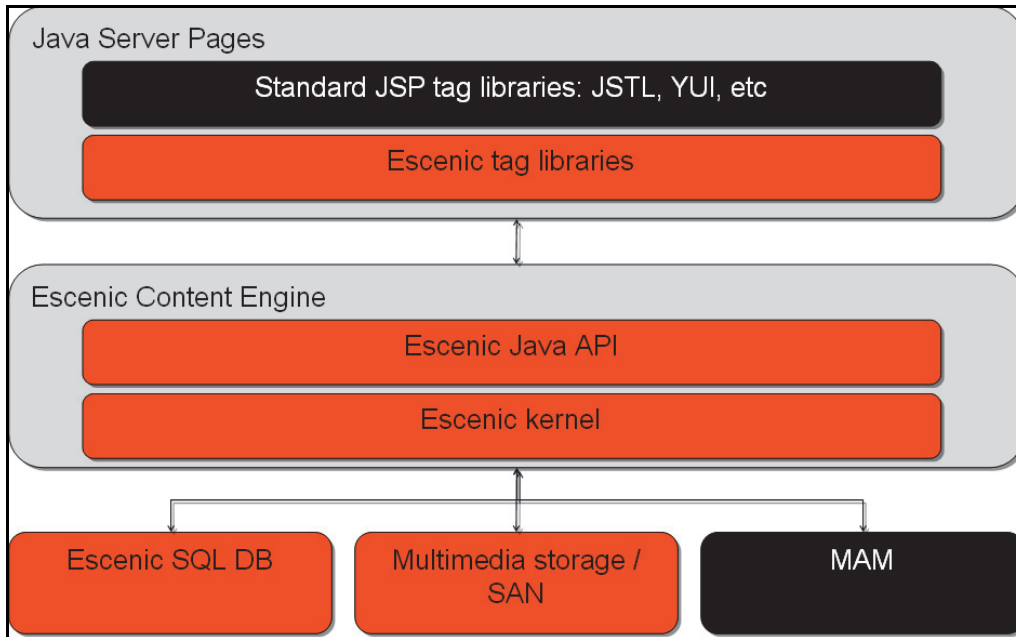 Java Server Pages
Standard JSP tag libraries: JSTL, YUI, etc
Escenic tag libraries
Escenic Content Engine
Escenic Java API
Escenic kernel
Escenic SQL DB
Multimedia storage /
SAN
MAM